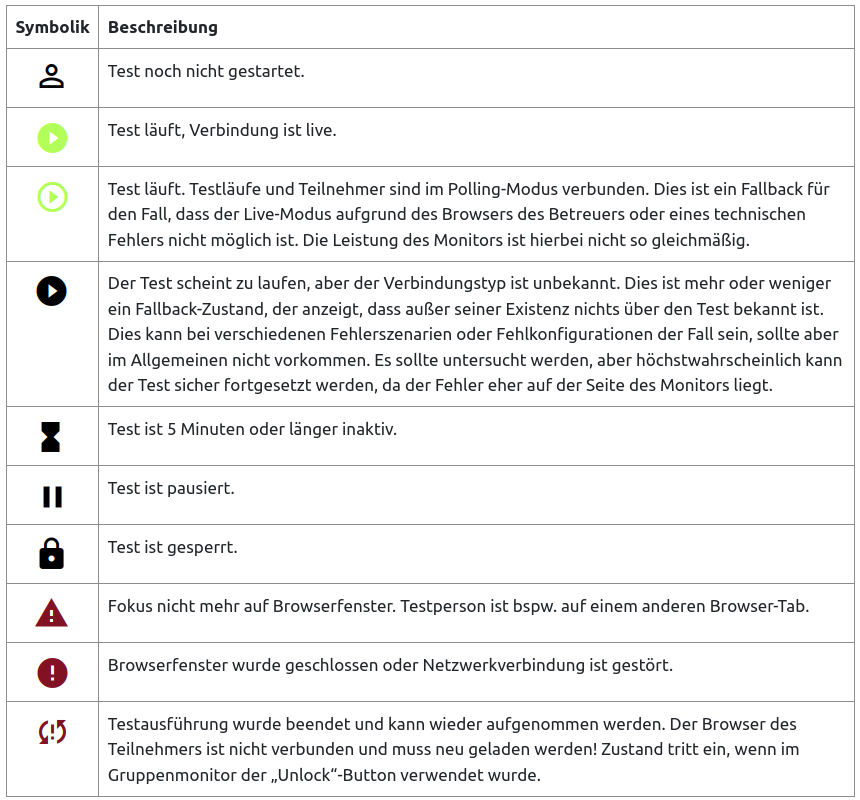 Symbolik Beschreibung
Test noch nicht gestartet.
Test läuft, Verbindung ist live.
Test läuft. Testläufe und Teilnehmer sind im Polling-Modus verbunden. Dies ist ein Fallback für
den Fall, dass der Live-Modus aufgrund des Browsers des Betreuers oder eines technischen
Fehlers nicht möglich ist. Die Leistung des Monitors ist hierbei nicht so gleichmäßig.
Der Test scheint zu laufen, aber der Verbindungstyp ist unbekannt. Dies ist mehr oder weniger
ein Fallback-Zustand, der anzeigt, dass außer seiner Existenz nichts über den Test bekannt ist.
Dies kann bei verschiedenen Fehlerszenarien oder Fehlkonfigurationen der Fall sein, sollte aber
im Allgemeinen nicht vorkommen. Es sollte untersucht werden, aber höchstwahrscheinlich kann
der Test sicher fortgesetzt werden, da der Fehler eher auf der Seite des Monitors liegt.
Test ist 5 Minuten oder länger inaktiv.
Test ist pausiert.
Test ist gesperrt.
Fokus nicht mehr auf Browserfenster. Testperson ist bspw. auf einem anderen Browser-Tab.
Browserfenster wurde geschlossen oder Netzwerkverbindung ist gestört.
Testausführung wurde beendet und kann wieder aufgenommen werden. Der Browser des
Teilnehmers ist nicht verbunden und muss neu geladen werden! Zustand tritt ein, wenn im
Gruppenmonitor der „Unlock“-Button verwendet wurde.